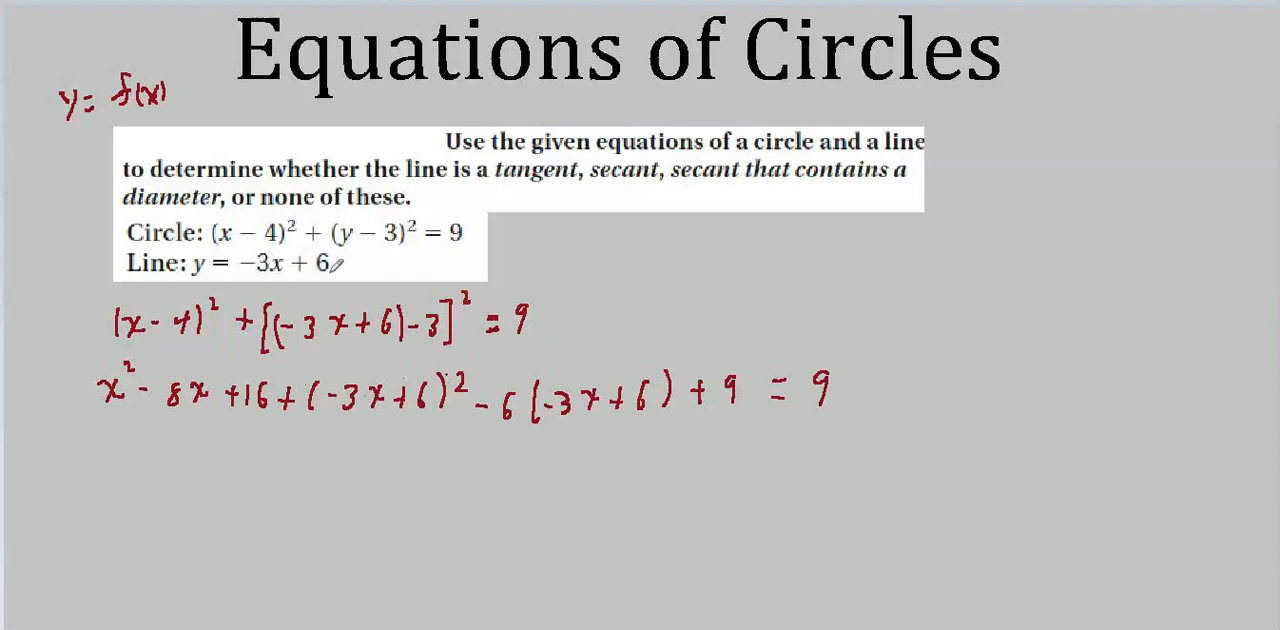 Equations of Circles
y = f(x)
Use the given equations of a circle and a line
to determine whether the line is a tangent, secant, secant that contains a
diameter, or none of these.
Circle: (x − 4)² + (y − 3)² = 9
Line: y = −3x + 6
(x - 4)² + [(-3x+6)-3]² = 9
x² - 8x +16 + (-3x+6)² - 6(-3x+6) + 9 = 9